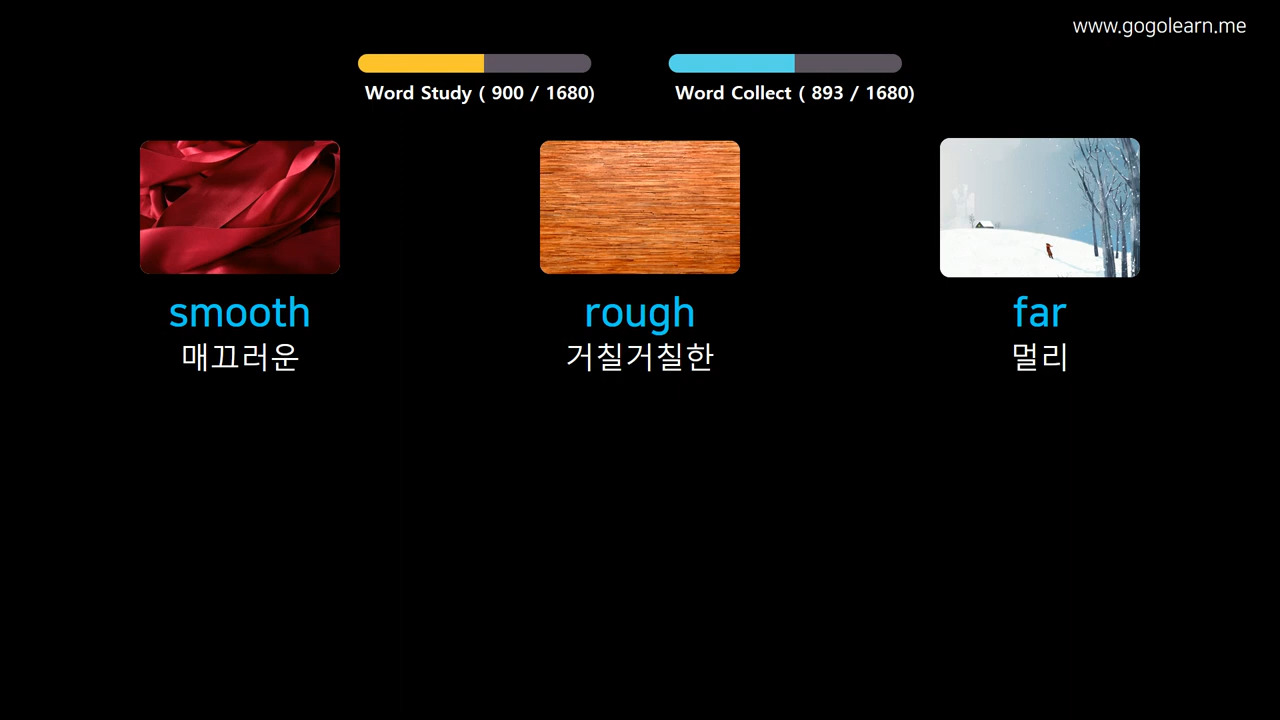 www.gogolearn.me
Word Study ( 900 / 1680)
Word Collect ( 893 / 1680)
smooth
매끄러운
rough
거칠거칠한
far
멀리